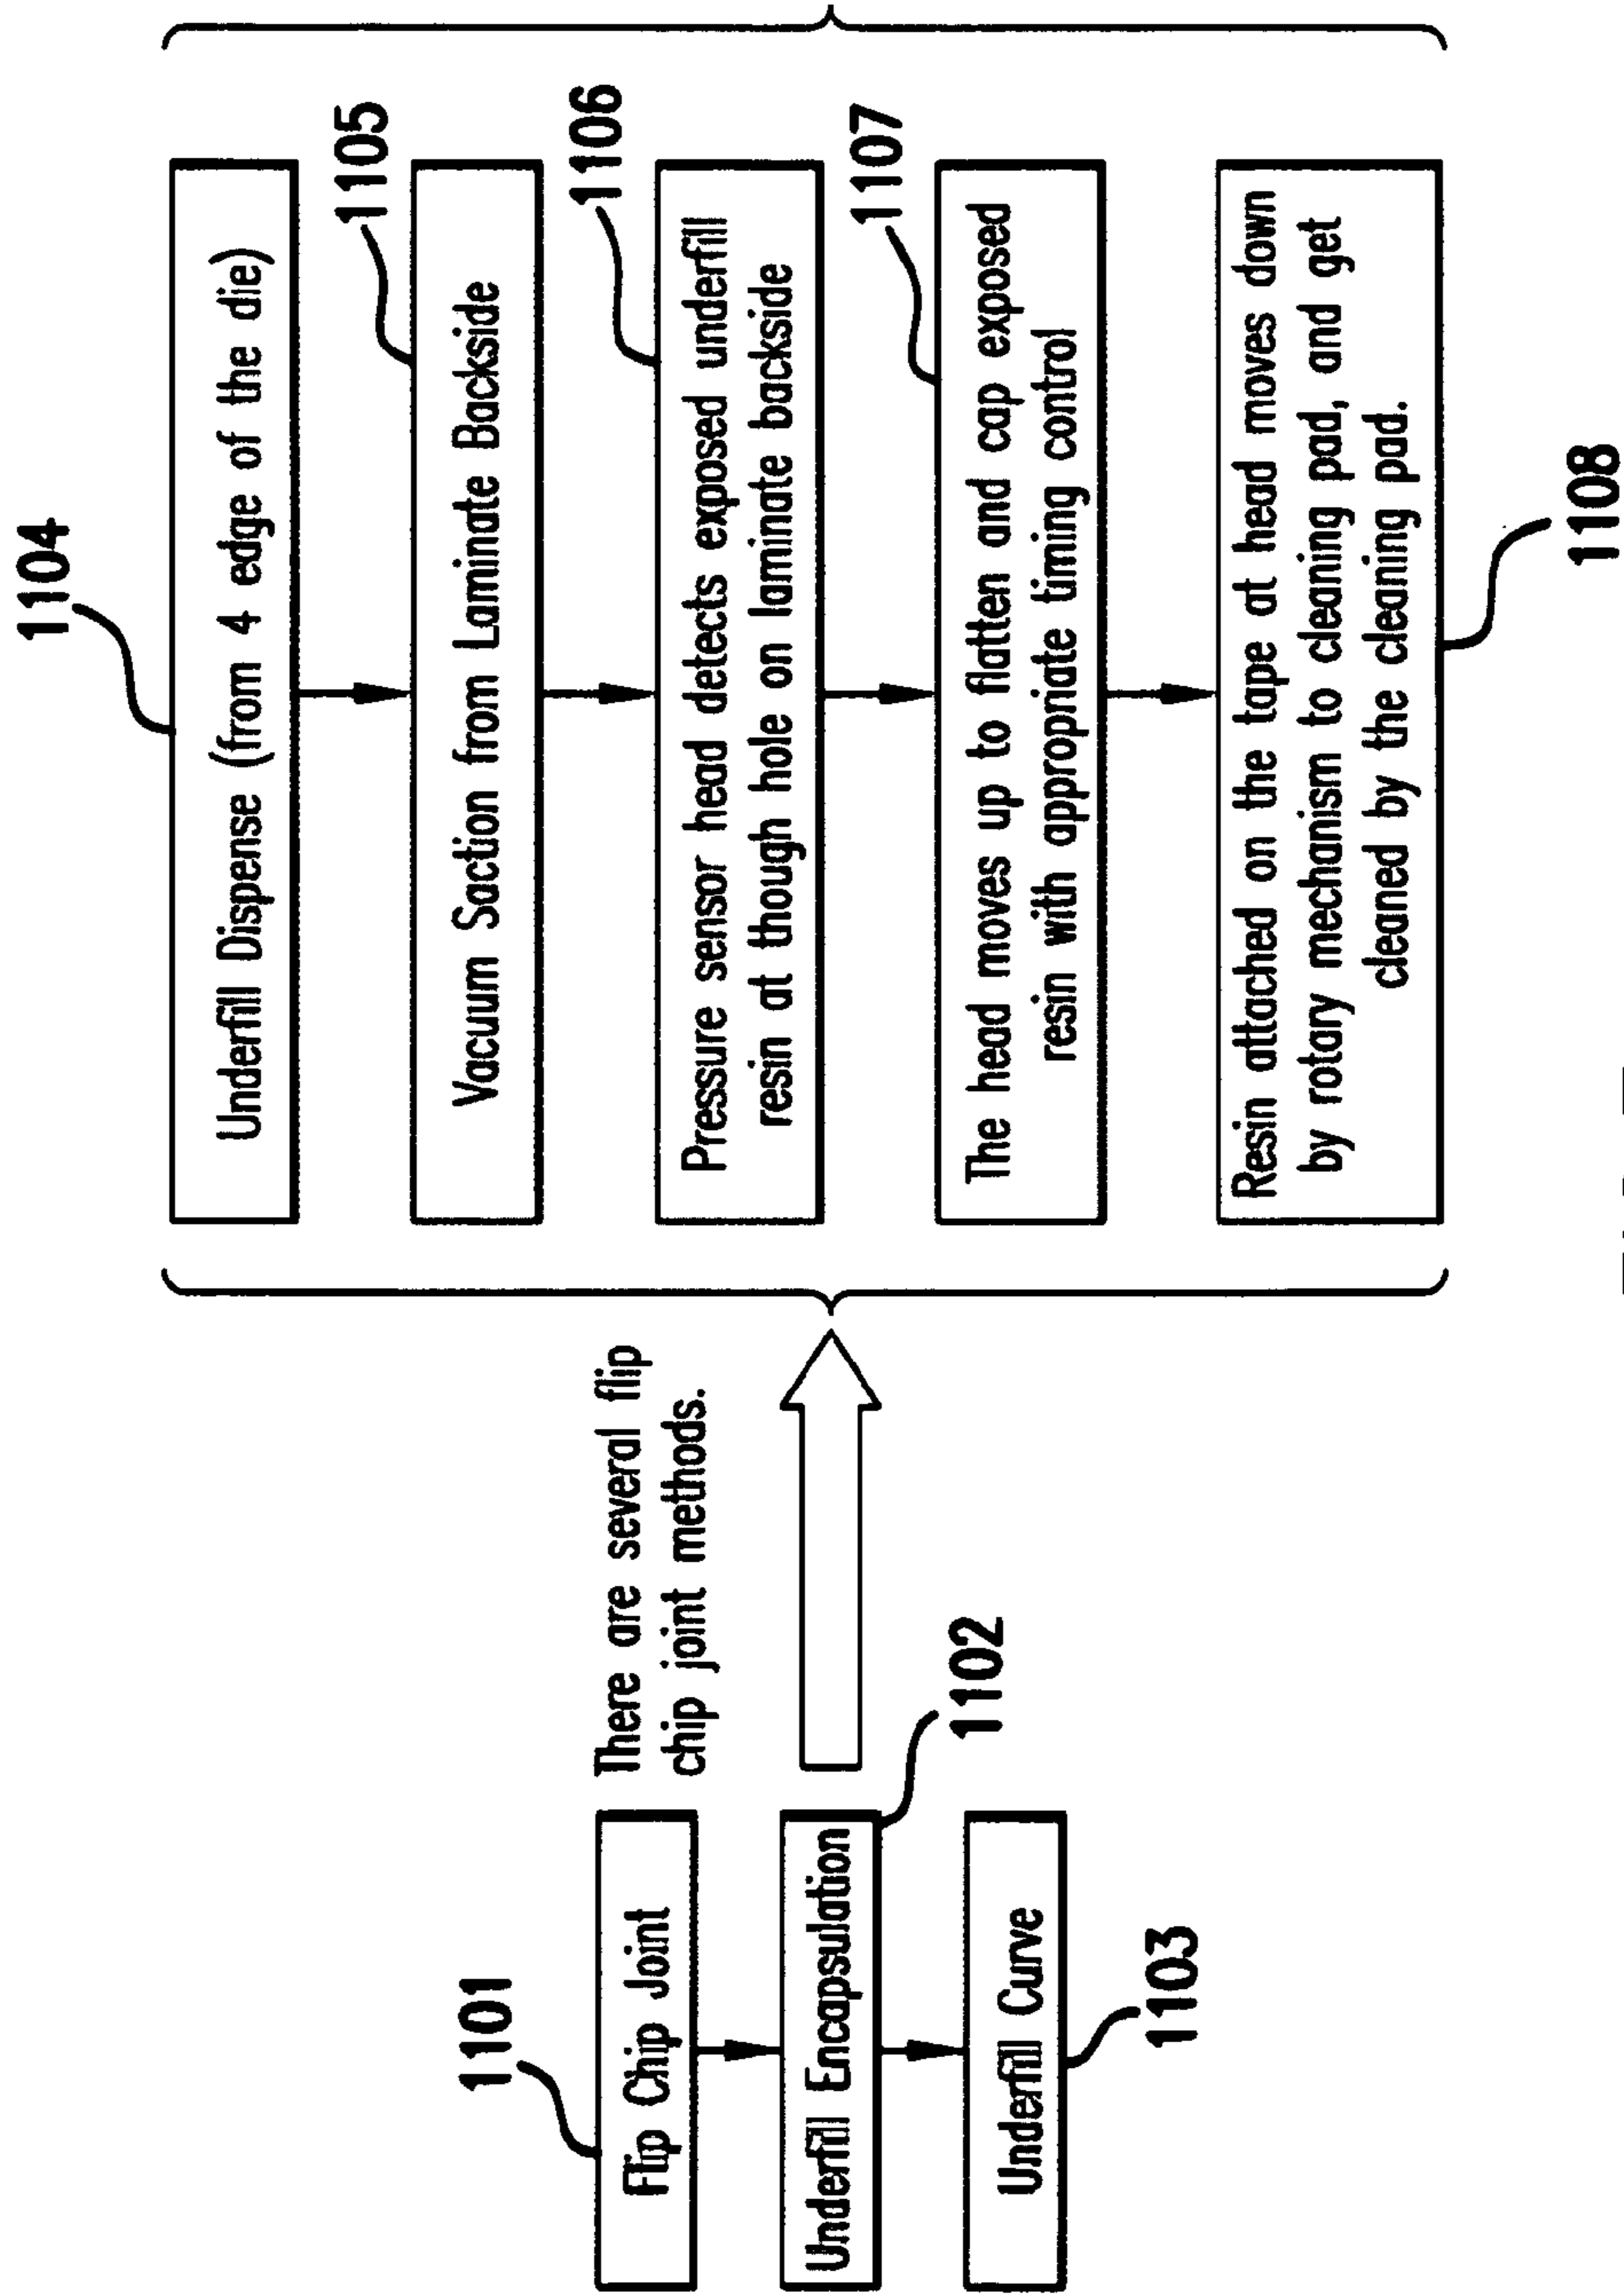 1101
Flip Chip Joint
Underfill Encapsulation
1102
Underfill Curve
1103
There are several flip
chip joint methods.
1104
Underfill Dispense (from 4 edge of the die)
1105
Vacuum Saction from Laminate Backside
1106
Pressure sensor head detects exposed underfill
resin at though hole on laminate backside
1107
The head moves up to flatten and cap exposed
resin with appropriate timing control
Resin attached on the tape at head moves down
by rotary mechanism to cleaning pad, and get
cleaned by the cleaning pad.
1108